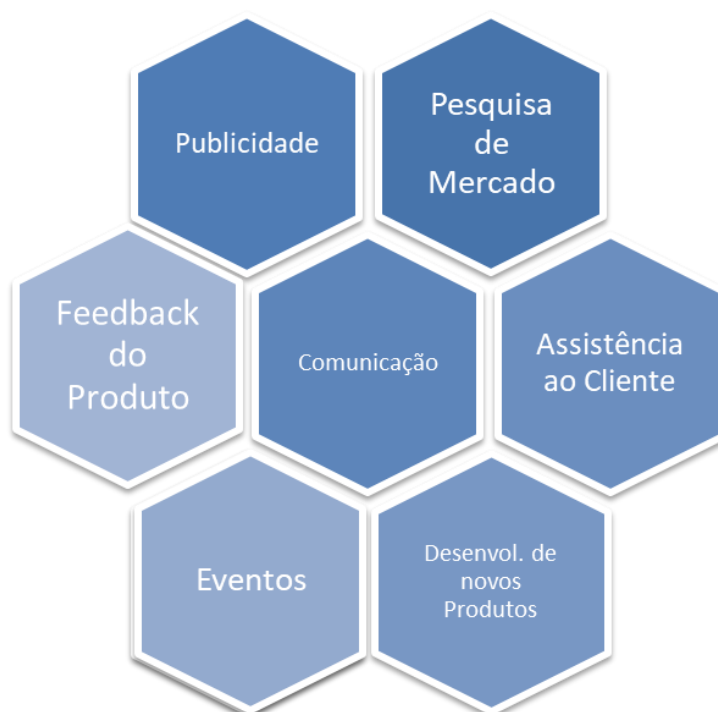 Publicidade
Pesquisa
de
Mercado
Feedback
do
Produto
Comunicação
Assistência
ao Cliente
Eventos
Desenvol. de
novos
Produtos